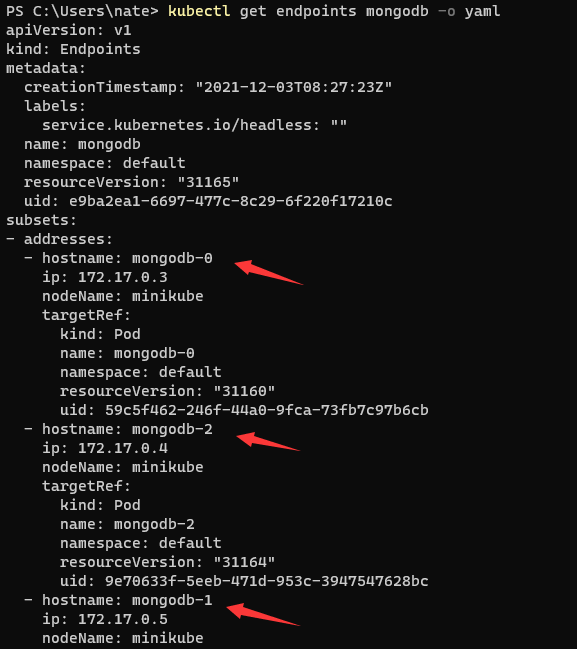 PS C:\Users\nate> kubectl get endpoints mongodb -o yaml
apiVersion: v1
kind: Endpoints
metadata:
  creationTimestamp: "2021-12-03T08:27:23Z"
  labels:
    service.kubernetes.io/headless: ""
  name: mongodb
  namespace: default
  resourceVersion: "31165"
  uid: e9ba2ea1-6697-477c-8c29-6f220f17210c
subsets:
- addresses:
  - hostname: mongodb-0
    ip: 172.17.0.3
    nodeName: minikube
    targetRef:
      kind: Pod
      name: mongodb-0
      namespace: default
      resourceVersion: "31160"
      uid: 59c5f462-246f-44a0-9fca-73fb7c97b6cb
  - hostname: mongodb-2
    ip: 172.17.0.4
    nodeName: minikube
    targetRef:
      kind: Pod
      name: mongodb-2
      namespace: default
      resourceVersion: "31164"
      uid: 9e70633f-5eeb-471d-953c-3947547628bc
  - hostname: mongodb-1
    ip: 172.17.0.5
    nodeName: minikube